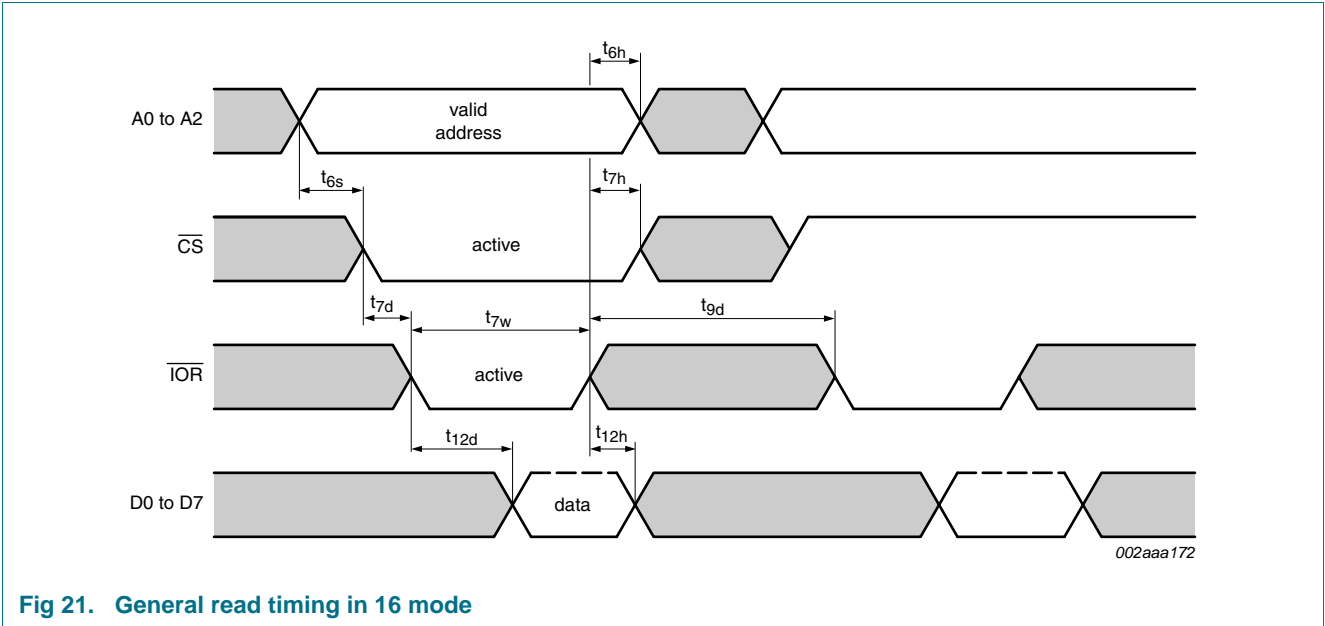 t6h
A0 to A2
valid
address
t6s
t7h
CS
active
t7d
t7w
t9d
IOR
active
t12d
t12h
D0 to D7
data
002aaa172
Fig 21. General read timing in 16 mode